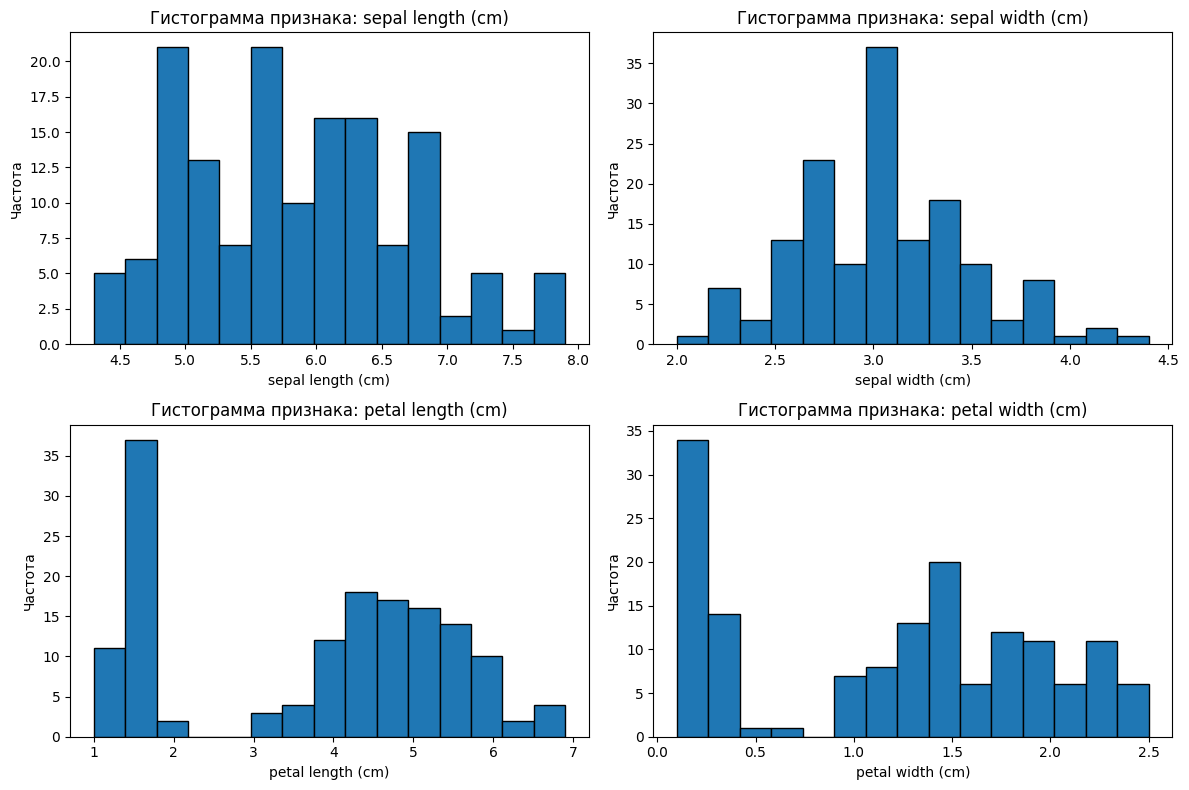 Гистограмма признака: sepal length (cm)
20.0
17.5
15.0
12.5
10.0
7.5
5.0
2.5
0.0
Частота
4.5 5.0 5.5 6.0 6.5 7.0 7.5 8.0
sepal length (cm)
Гистограмма признака: sepal width (cm)
35
30
25
20
15
10
5
0
Частота
2.0 2.5 3.0 3.5 4.0 4.5
sepal width (cm)
Гистограмма признака: petal length (cm)
35
30
25
20
15
10
5
0
Частота
1 2 3 4 5 6 7
petal length (cm)
Гистограмма признака: petal width (cm)
35
30
25
20
15
10
5
0
Частота
0.0 0.5 1.0 1.5 2.0 2.5
petal width (cm)